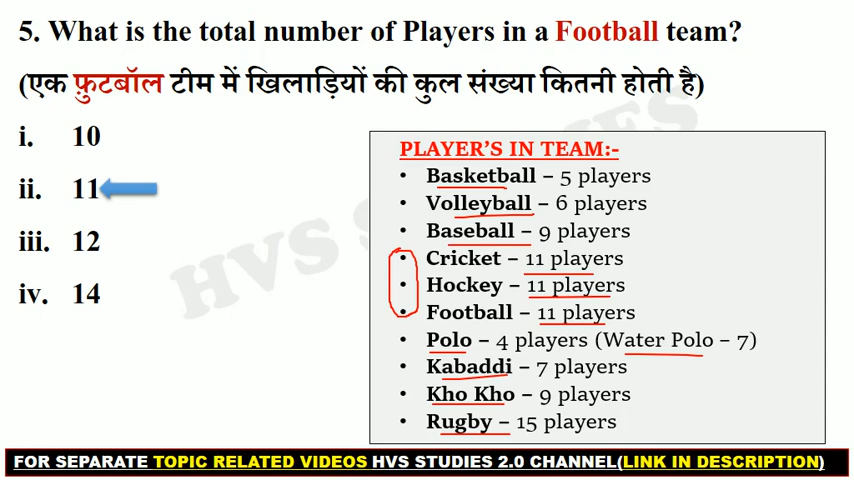 5. What is the total number of Players in a Football team?
(एक फ़ुटबॉल टीम में खिलाड़ियों की कुल संख्या कितनी होती है)
i. 10
ii. 11
iii. 12
iv. 14
PLAYER'S IN TEAM:-
• Basketball – 5 players
• Volleyball – 6 players
• Baseball – 9 players
• Cricket – 11 players
• Hockey – 11 players
• Football – 11 players
• Polo – 4 players (Water Polo – 7)
• Kabaddi – 7 players
• Kho Kho – 9 players
• Rugby – 15 players
HVS STUDIES
FOR SEPARATE TOPIC RELATED VIDEOS HVS STUDIES 2.0 CHANNEL(LINK IN DESCRIPTION)